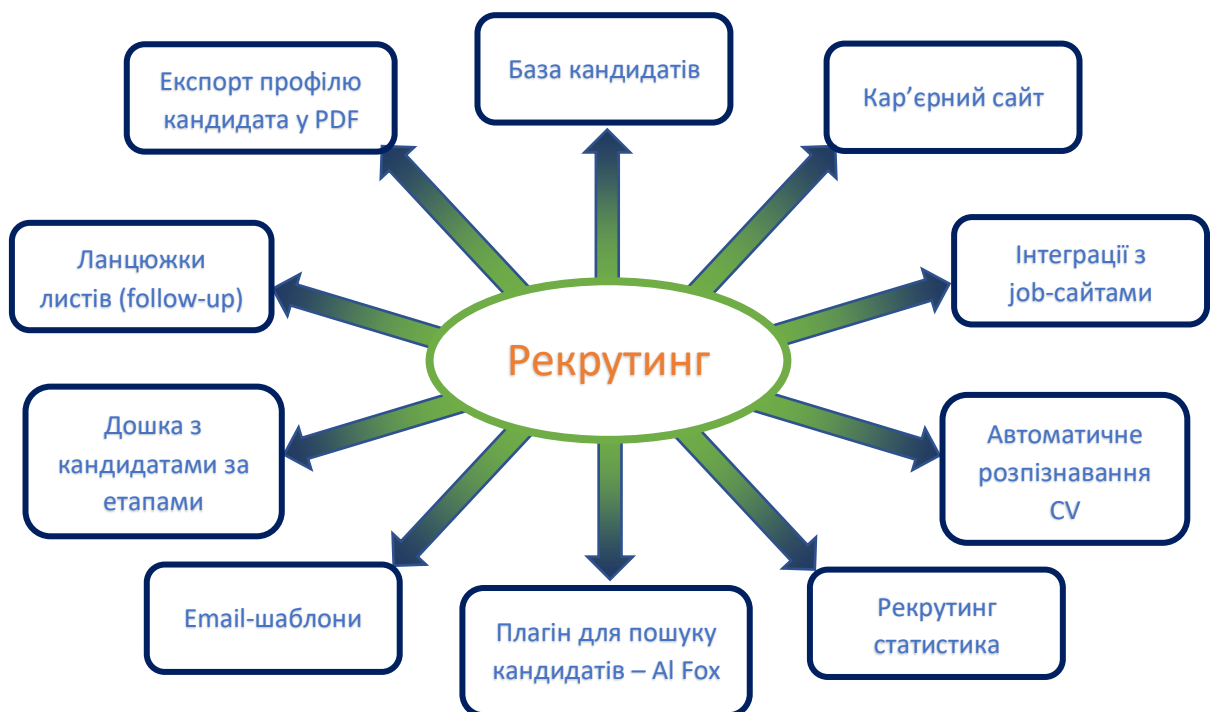 Експорт профілю
кандидата у PDF
База кандидатів
Кар’єрний сайт
Ланцюжки
листів (follow-up)
Інтеграції з
job-сайтами
Рекрутинг
Дошка з
кандидатами за
етапами
Автоматичне
розпізнавання
CV
Email-шаблони
Плагін для пошуку
кандидатів – Al Fox
Рекрутинг
статистика